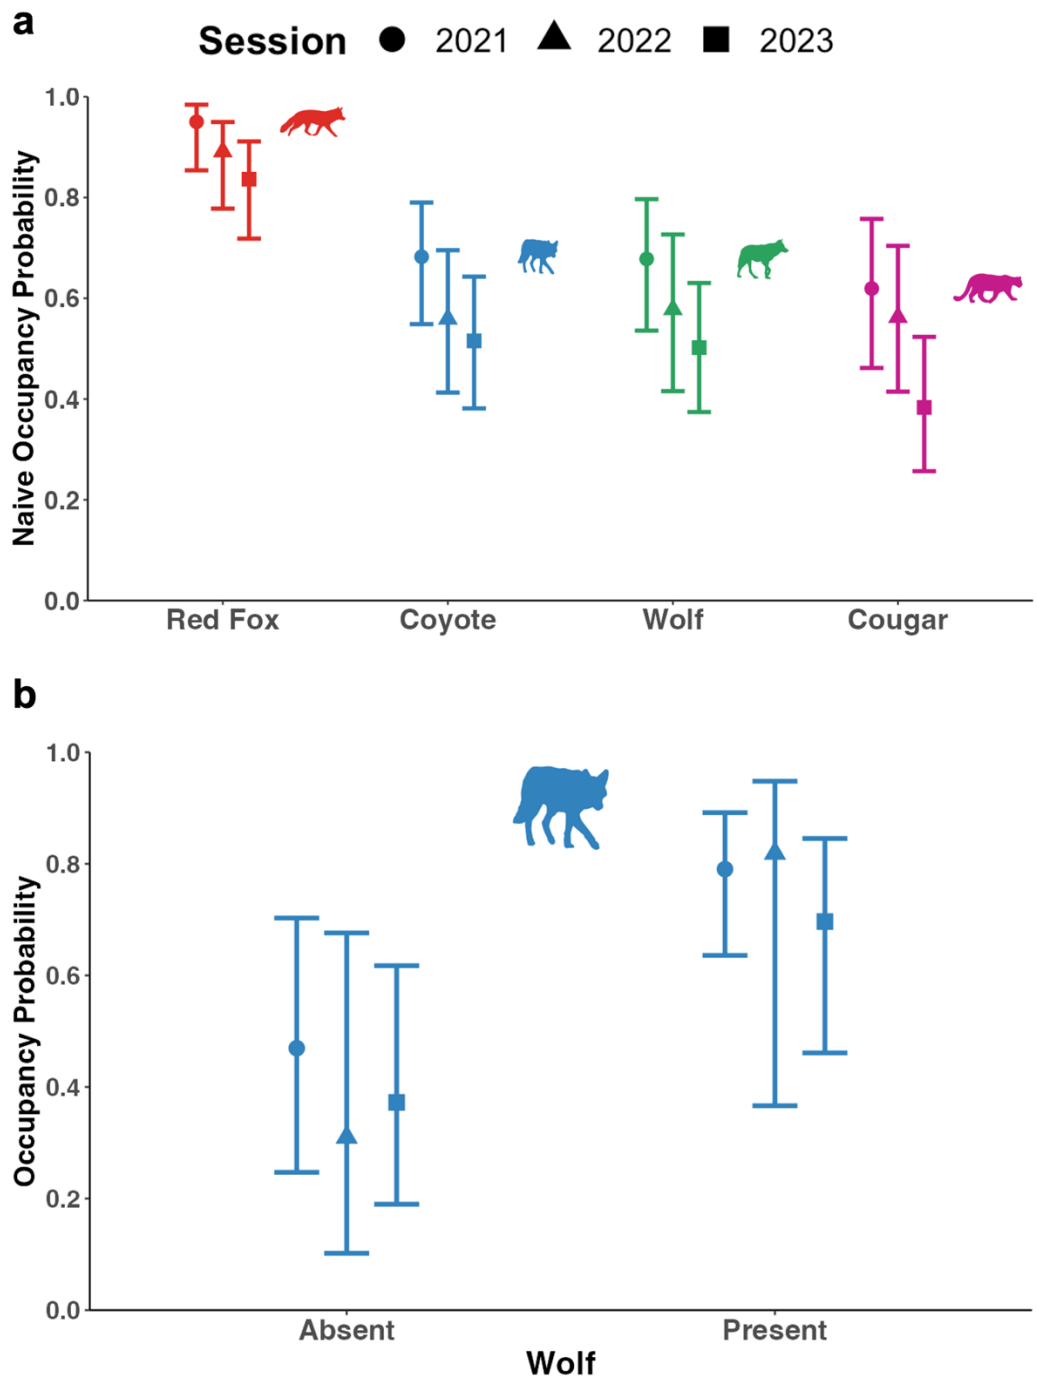 a
Session 2021 2022 2023
Naive Occupancy Probability
1.0
0.8
0.6
0.4
0.2
0.0
Red Fox Coyote Wolf Cougar
b
Occupancy Probability
1.0
0.8
0.6
0.4
0.2
0.0
Absent Present
Wolf